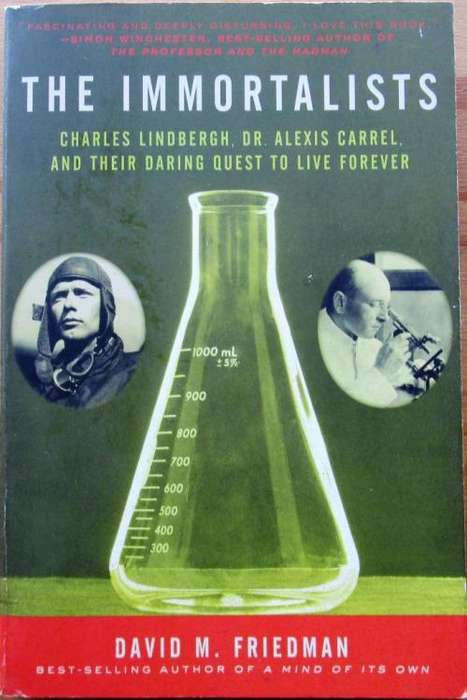 "FASCINATING AND DEEPLY DISTURBING, I LOVE THIS BOOK."
—SIMON WINCHESTER, BEST-SELLING AUTHOR OF
THE PROFESSOR AND THE MADMAN
THE IMMORTALISTS
CHARLES LINDBERGH, DR. ALEXIS CARREL,
AND THEIR DARING QUEST TO LIVE FOREVER
1000 mL
±5%
900
800
700
600
500
400
300
DAVID M. FRIEDMAN
BEST-SELLING AUTHOR OF A MIND OF ITS OWN